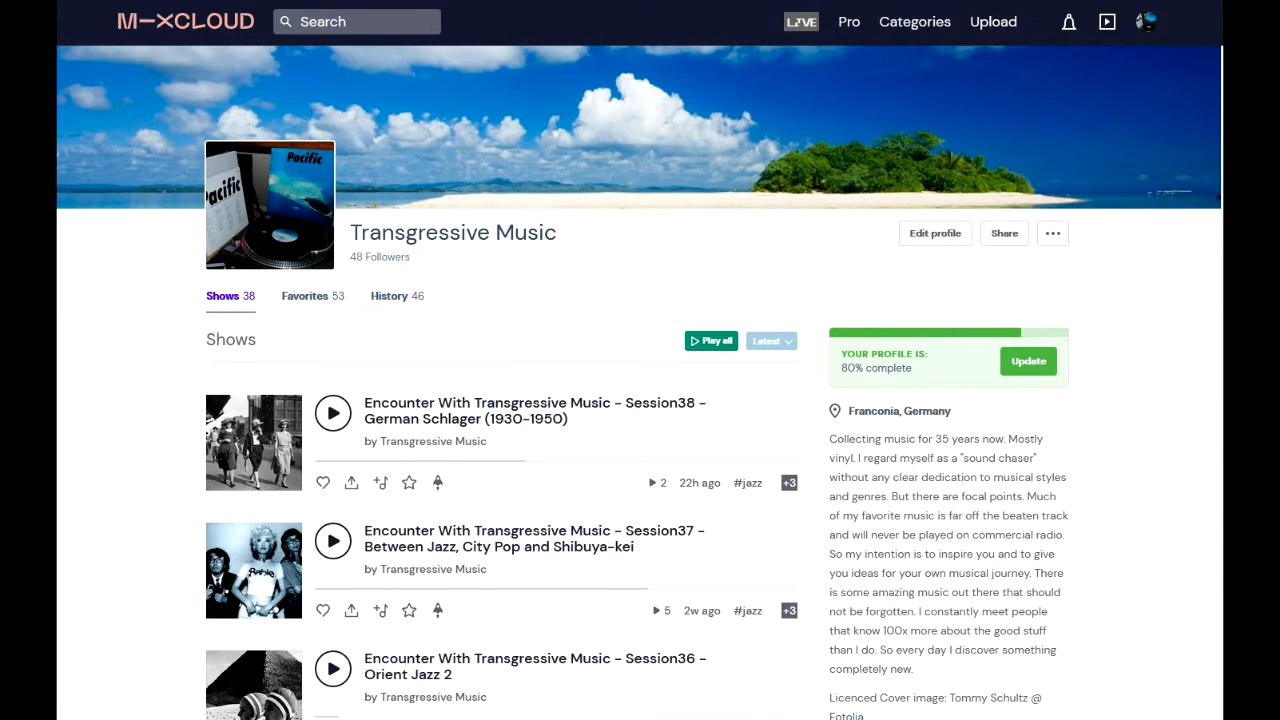 M-XCLOUD
Search
LIVE
Pro
Categories
Upload
Pacific
Pacific
Transgressive Music
48 Followers
Edit profile
Share
Shows 38
Favorites 53
History 46
Shows
Play all
Latest
YOUR PROFILE IS:
80% complete
Update
Encounter With Transgressive Music - Session38 -
German Schlager (1930-1950)
by Transgressive Music
2 22h ago #jazz +3
Encounter With Transgressive Music - Session37 -
Between Jazz, City Pop and Shibuya-kei
by Transgressive Music
5 2w ago #jazz +3
Encounter With Transgressive Music - Session36 -
Orient Jazz 2
by Transgressive Music
Franconia, Germany
Collecting music for 35 years now. Mostly
vinyl. I regard myself as a "sound chaser"
without any clear dedication to musical styles
and genres. But there are focal points. Much
of my favorite music is far off the beaten track
and will never be played on commercial radio.
So my intention is to inspire you and to give
you ideas for your own musical journey. There
is some amazing music out there that should
not be forgotten. I constantly meet people
that know 100x more about the good stuff
than I do. So every day I discover something
completely new.
Licenced Cover image: Tommy Schultz @
Fotolia